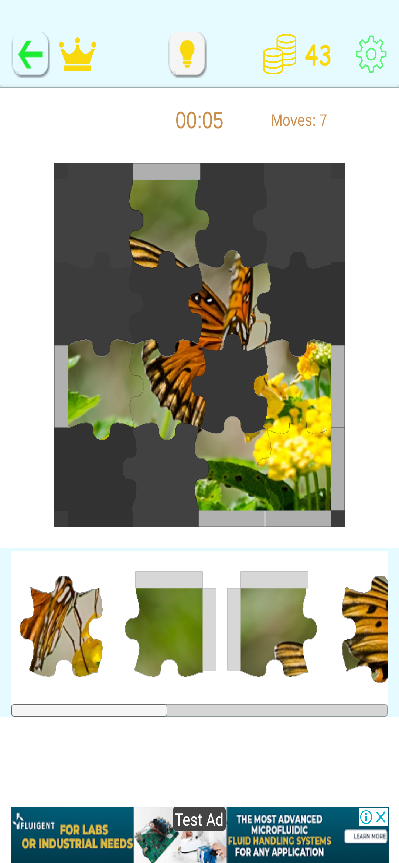 43
00:05
Moves: 7
FLUIGENT
FOR LABS
OR INDUSTRIAL NEEDS
Test Ad
THE MOST ADVANCED
MICROFLUIDIC
FLUID HANDLING SYSTEMS
FOR ANY APPLICATION
LEARN MORE